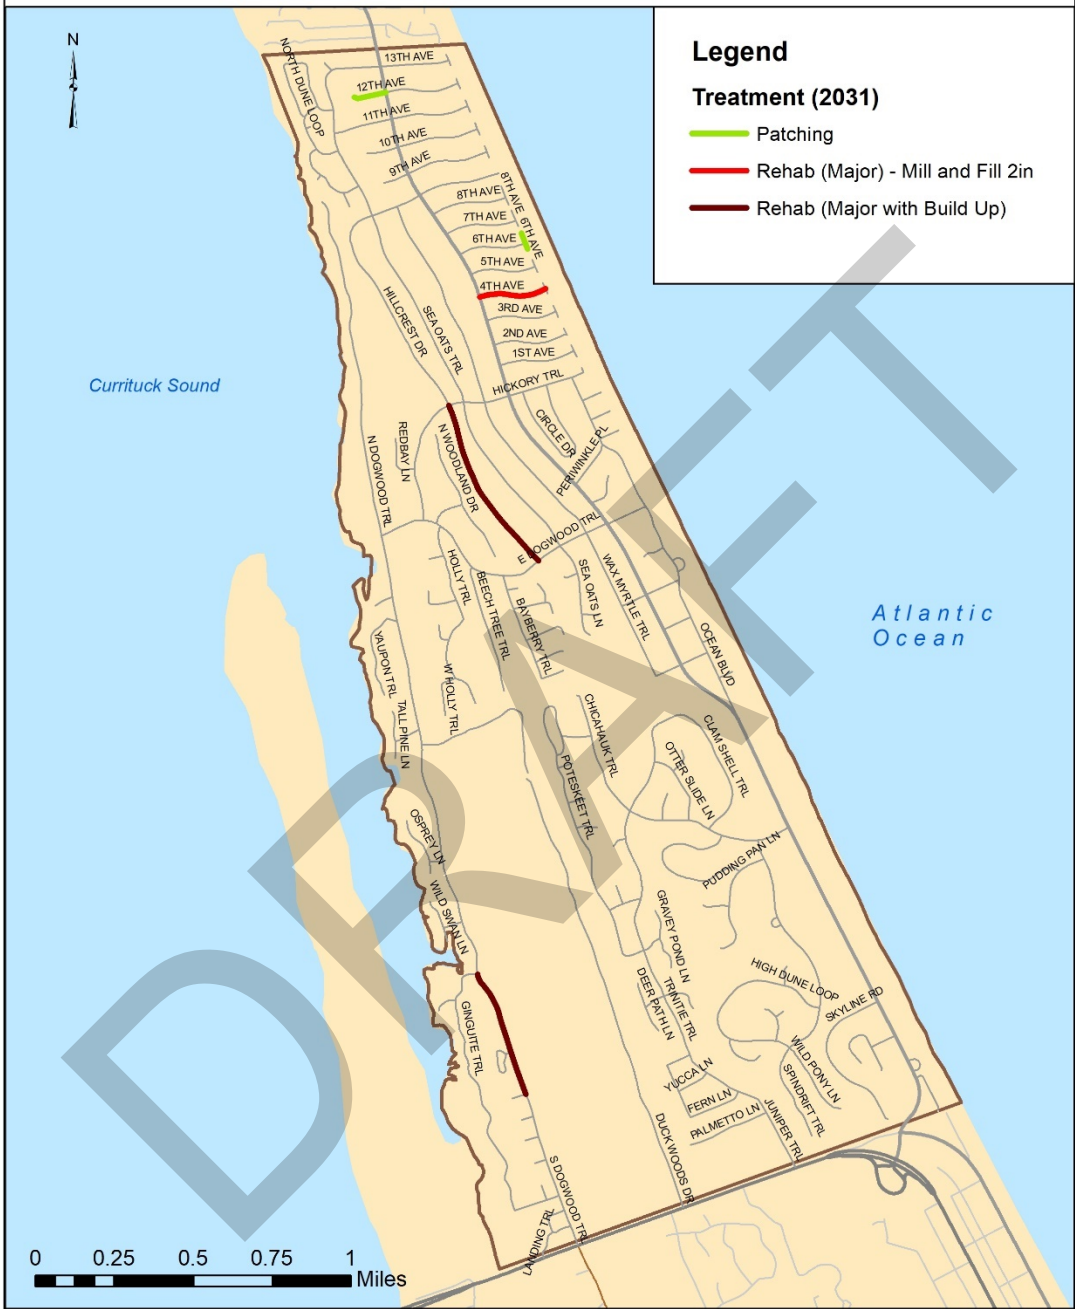 N
Legend
Treatment (2031)
Patching
Rehab (Major) - Mill and Fill 2in
Rehab (Major with Build Up)
NORTH DUNE LOOP
13TH AVE
12TH AVE
11TH AVE
10TH AVE
9TH AVE
8TH AVE
8TH AVE
7TH AVE
6TH AVE
6TH AVE
5TH AVE
4TH AVE
3RD AVE
2ND AVE
1ST AVE
HILLCREST DR
SEA OATS TRL
HICKORY TRL
Currituck Sound
CIRCLE DR
PERIWINKLE PL
REDBAY LN
N WOODLAND DR
N DOGWOOD TRL
E DOGWOOD TRL
HOLLY TRL
BEECH TREE TRL
BAYBERRY TRL
SEA OATS LN
WAX MYRTLE TRL
OCEAN BLVD
Atlantic
Ocean
YAUPON TRL
W HOLLY TRL
TALL PINE LN
CHICAHAUK TRL
CLAM SHELL TRL
OTTER SLIDE LN
POTESKEET TRL
OSPREY LN
PUDDING PAN LN
WILD SWAN LN
GRAVEY POND LN
TRINITIE TRL
DEER PATH LN
HIGH DUNE LOOP
SKYLINE RD
GINGUITE TRL
WILD PONY LN
SPINDRIFT TRL
YUCCA LN
FERN LN
PALMETTO LN
JUNIPER TRL
DUCK WOODS DR
S DOGWOOD TRL
LANDING TRL
DRAFT
0 0.25 0.5 0.75 1
Miles